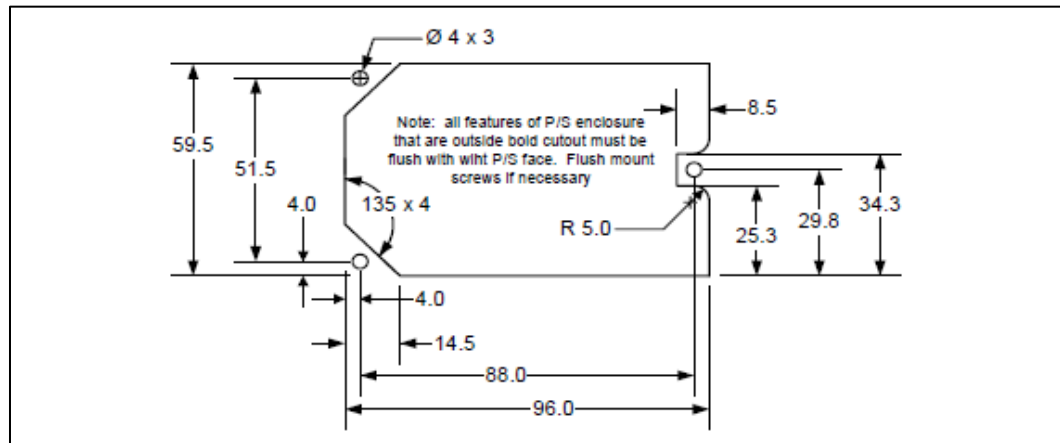 Ø 4 x 3
8.5
Note: all features of P/S enclosure
that are outside bold cutout must be
flush with wiht P/S face. Flush mount
screws if necessary
59.5
51.5
4.0
135 x 4
R 5.0
25.3
29.8
34.3
4.0
14.5
88.0
96.0